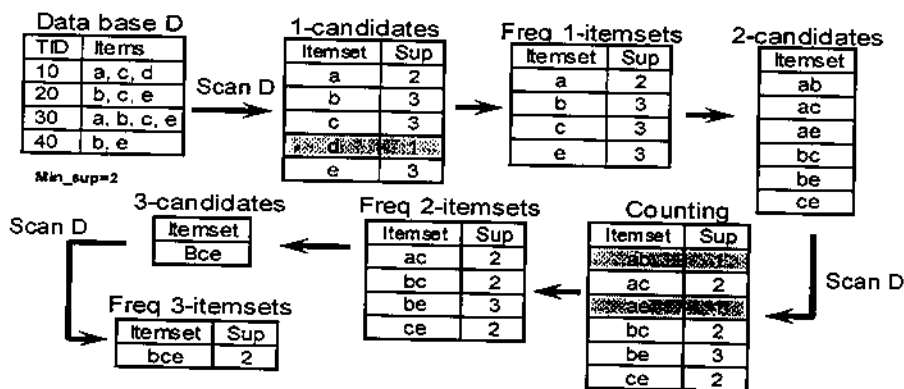 Data base D
TID Items
10 a, c, d
20 b, c, e
30 a, b, c, e
40 b, e
Min_sup=2
Scan D
1-candidates
Itemset Sup
a 2
b 3
c 3
d 1
e 3
Freq 1-itemsets
Itemset Sup
a 2
b 3
c 3
e 3
2-candidates
Itemset
ab
ac
ae
bc
be
ce
Scan D
Counting
Itemset Sup
ab 1
ac 2
ae 1
bc 2
be 3
ce 2
Freq 2-itemsets
Itemset Sup
ac 2
bc 2
be 3
ce 2
3-candidates
Itemset
Bce
Scan D
Freq 3-itemsets
Itemset Sup
bce 2